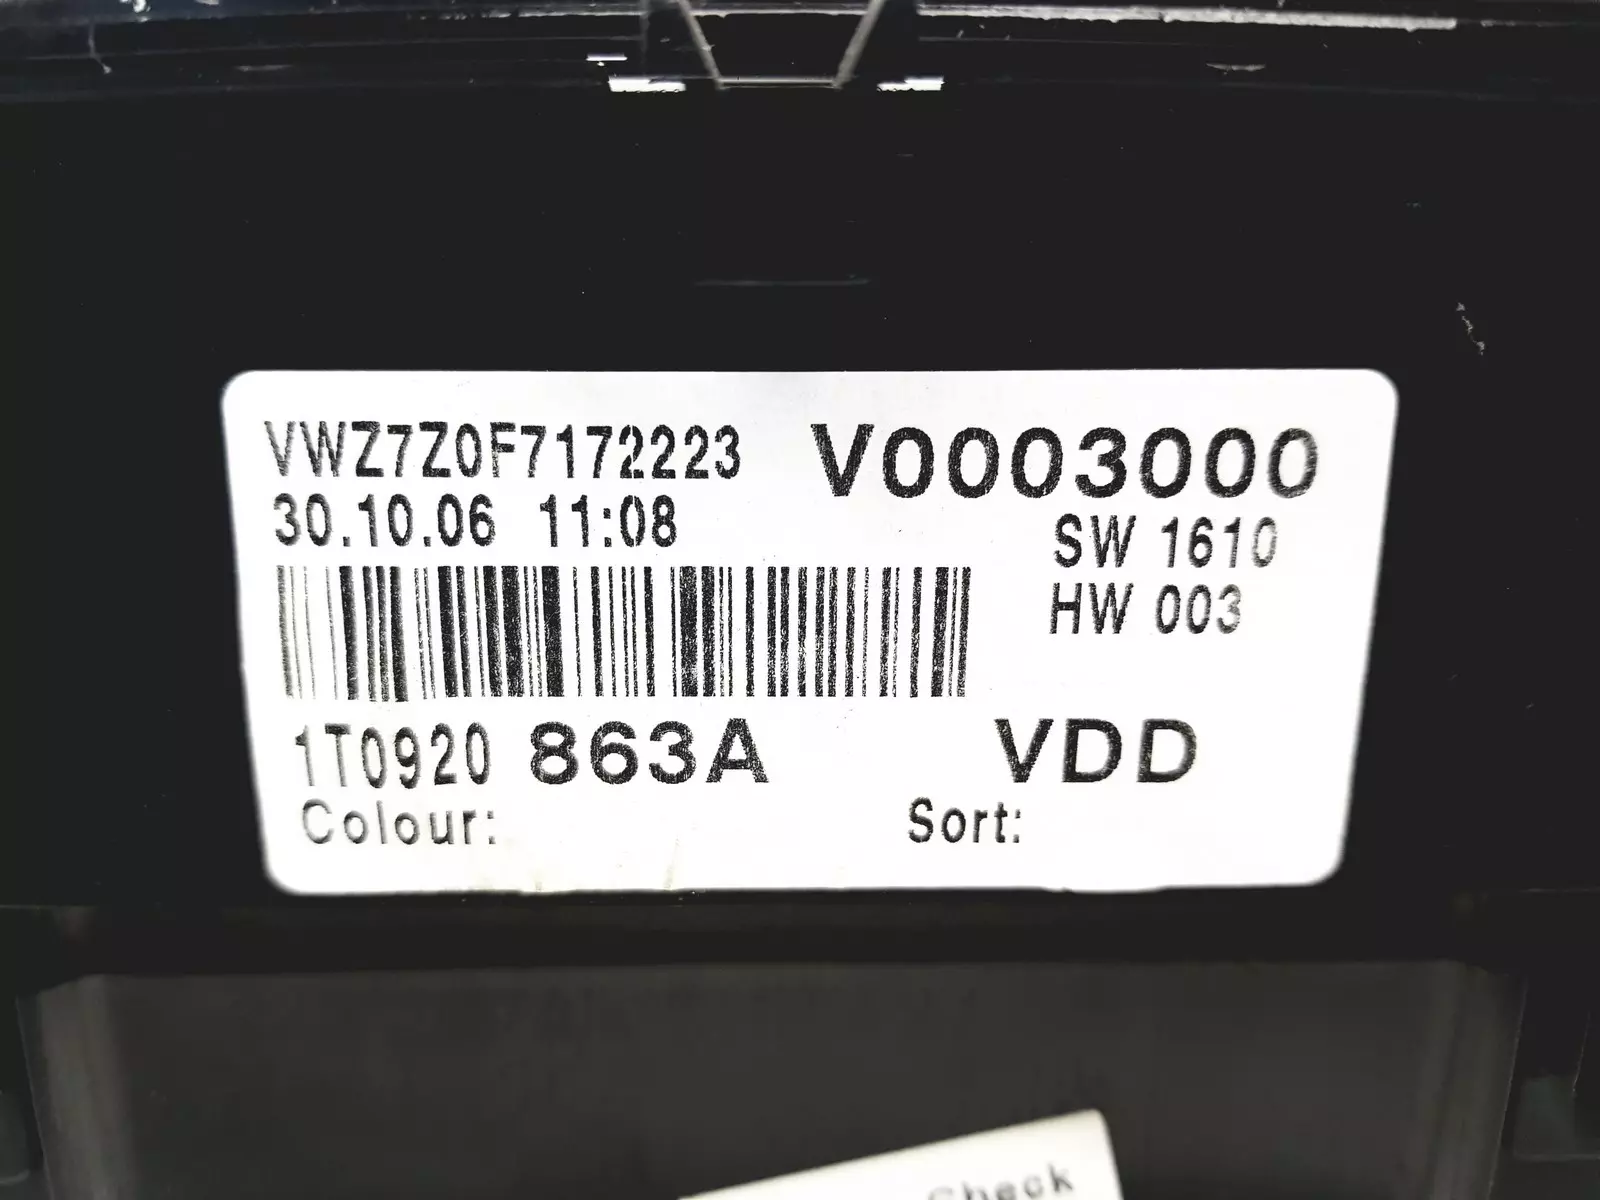 VWZ7Z0F7172223 V0003000
30.10.06 11:08 SW 1610
HW 003
1T0920 863A VDD
Colour: Sort:
Check